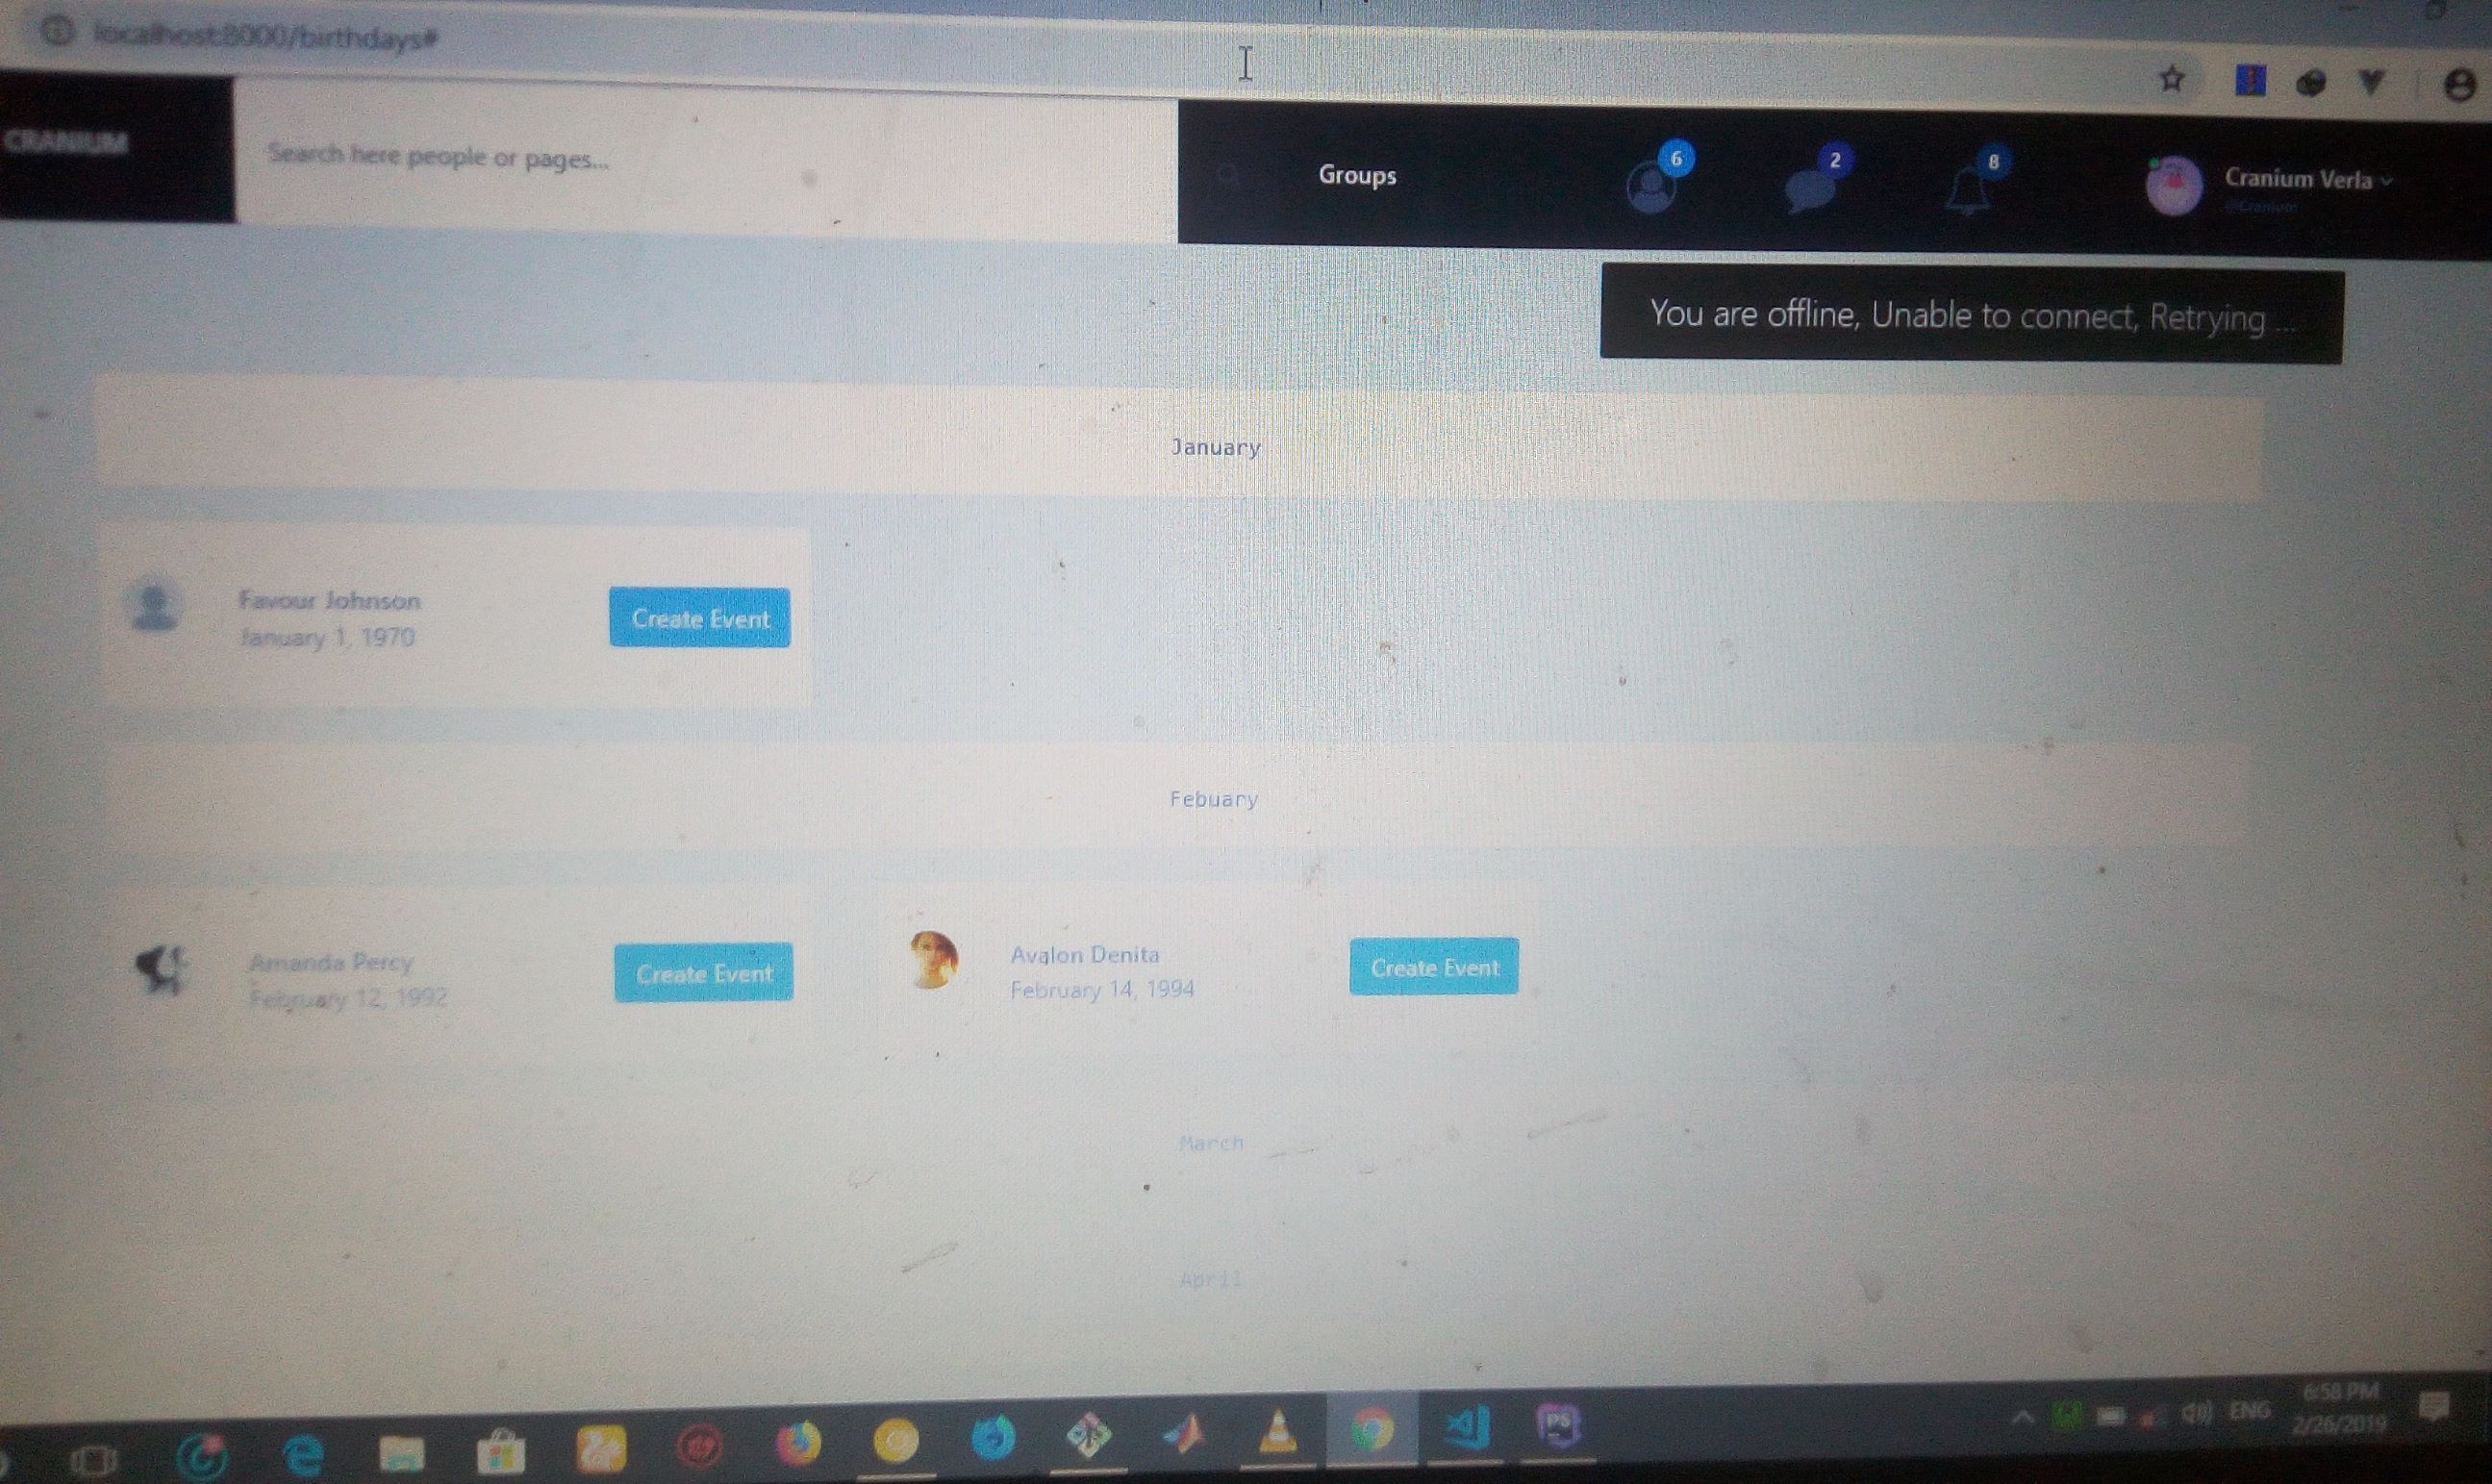 localhost:8000/birthdays#
CRANIUM
Search here people or pages...
Groups
6
2
8
Cranium Verla
@Cranium
You are offline, Unable to connect, Retrying ...
January
Favour Johnson
January 1, 1970
Create Event
Febuary
Amanda Percy
February 12, 1992
Create Event
Avalon Denita
February 14, 1994
Create Event
March
April
PS
ENG
6:58 PM
2/26/2019